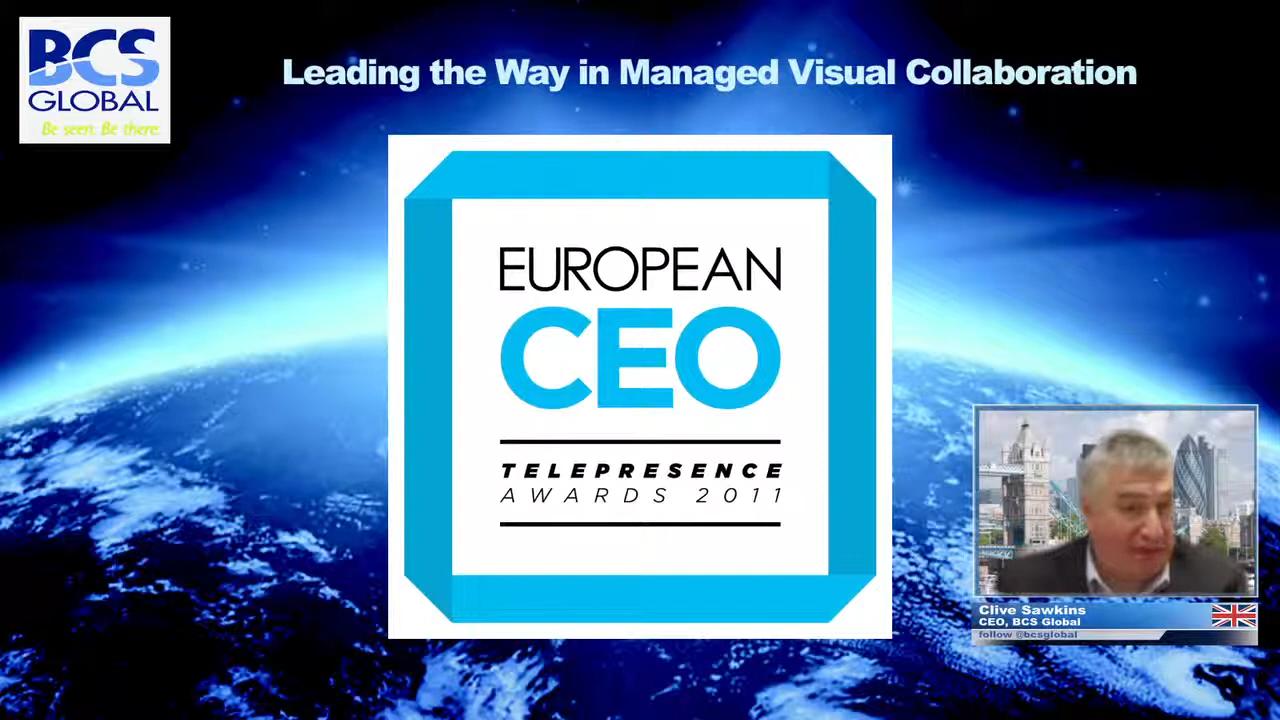 BCS
GLOBAL
Be seen. Be there.
Leading the Way in Managed Visual Collaboration
EUROPEAN
CEO
TELEPRESENCE
AWARDS 2011
Clive Sawkins
CEO, BCS Global
follow @bcsglobal